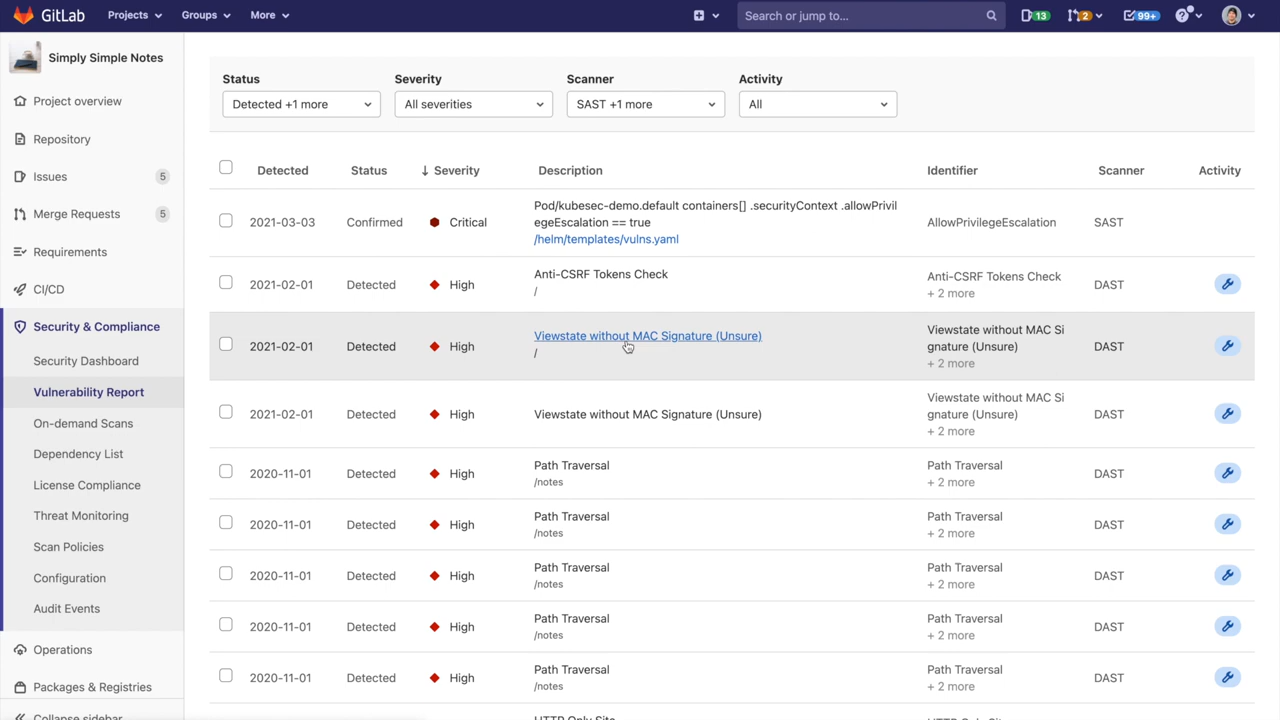 GitLab
Projects
Groups
More
Search or jump to...
13
2
99+
Simply Simple Notes
Project overview
Repository
Issues
5
Merge Requests
5
Requirements
CI/CD
Security & Compliance
Security Dashboard
Vulnerability Report
On-demand Scans
Dependency List
License Compliance
Threat Monitoring
Scan Policies
Configuration
Audit Events
Operations
Packages & Registries
Collapse sidebar
Status
Severity
Scanner
Activity
Detected +1 more
All severities
SAST +1 more
All
Detected
Status
Severity
Description
Identifier
Scanner
Activity
2021-03-03
Confirmed
Critical
Pod/kubesec-demo.default containers[] .securityContext .allowPrivil
egeEscalation == true
/helm/templates/vulns.yaml
AllowPrivilegeEscalation
SAST
2021-02-01
Detected
High
Anti-CSRF Tokens Check
/
Anti-CSRF Tokens Check
+ 2 more
DAST
2021-02-01
Detected
High
Viewstate without MAC Signature (Unsure)
/
Viewstate without MAC Si
gnature (Unsure)
+ 2 more
DAST
2021-02-01
Detected
High
Viewstate without MAC Signature (Unsure)
Viewstate without MAC Si
gnature (Unsure)
+ 2 more
DAST
2020-11-01
Detected
High
Path Traversal
/notes
Path Traversal
+ 2 more
DAST
2020-11-01
Detected
High
Path Traversal
/notes
Path Traversal
+ 2 more
DAST
2020-11-01
Detected
High
Path Traversal
/notes
Path Traversal
+ 2 more
DAST
2020-11-01
Detected
High
Path Traversal
/notes
Path Traversal
+ 2 more
DAST
2020-11-01
Detected
High
Path Traversal
/notes
Path Traversal
+ 2 more
DAST
HTTP Only Site